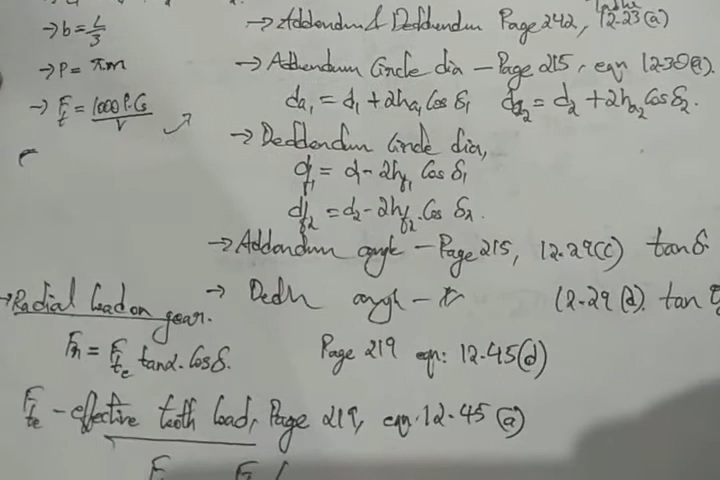 → b = L/3
→ P = πm
→ Ft = 1000 P. Cs / V
→ Addendum & Deddendum Page 242, 12.23(a)
→ Addendum Circle dia – Page 215, eqn 12.30(a).
da1 = d1 + 2ha1 Cos δ1 da2 = d2 + 2ha2 Cos δ2.
→ Deddendum Circle dia,
df1 = d1 - 2hf1 Cos δ1
df2 = d2 - 2hf2 . Cos δ2.
→ Addendum angle – Page 215, 12.29(c) tan δ
→ Dedn angle – 12.29 (d). tan
→ Radial load on gear.
Fr = Fte tanα. Cos δ. Page 219 eqn: 12.45(d)
Fte - effective tooth load, Page 219, eqn. 12.45 (a)